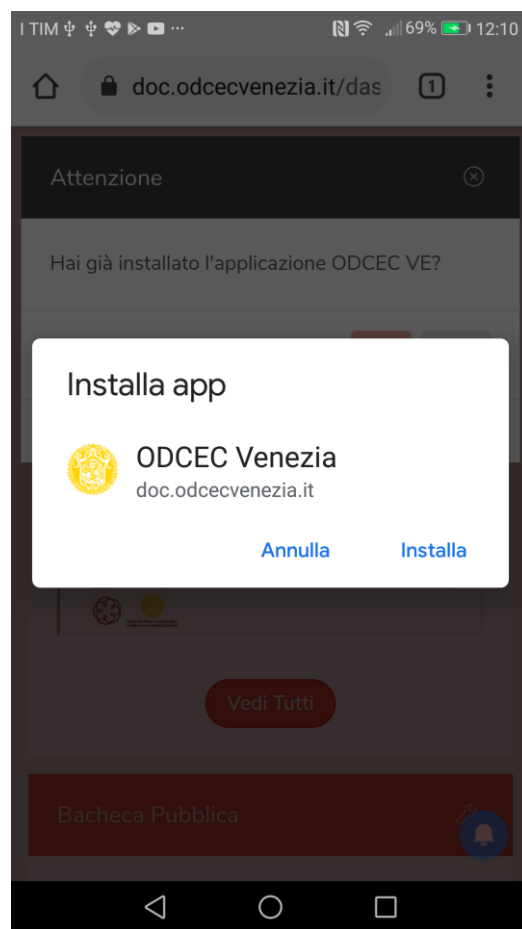 I TIM ... 69% 12:10
doc.odcecvenezia.it/das 1
Attenzione
Hai già installato l'applicazione ODCEC VE?
Installa app
ODCEC Venezia
doc.odcecvenezia.it
Annulla Installa
Vedi Tutti
Bacheca Pubblica